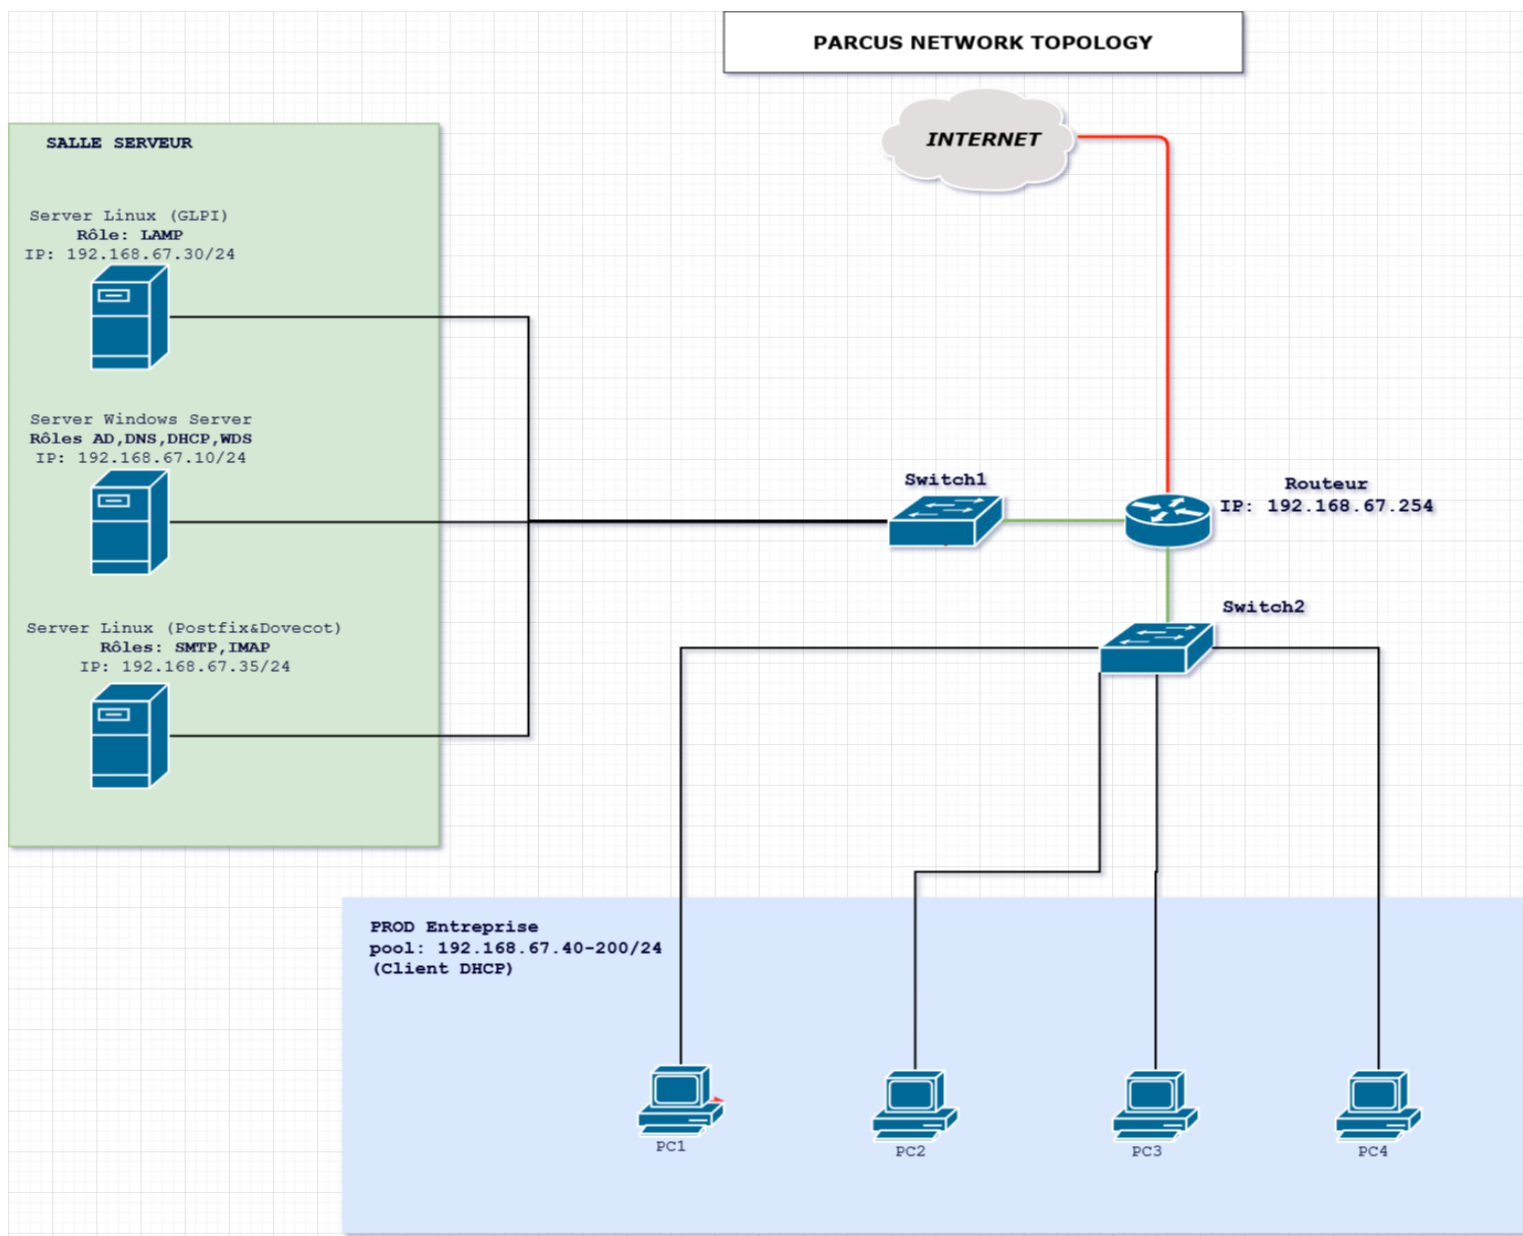 PARCUS NETWORK TOPOLOGY
INTERNET
SALLE SERVEUR
Server Linux (GLPI)
Rôle: LAMP
IP: 192.168.67.30/24
Server Windows Server
Rôles AD,DNS,DHCP,WDS
IP: 192.168.67.10/24
Server Linux (Postfix&Dovecot)
Rôles: SMTP,IMAP
IP: 192.168.67.35/24
Switch1
Routeur
IP: 192.168.67.254
Switch2
PROD Entreprise
pool: 192.168.67.40-200/24
(Client DHCP)
PC1
PC2
PC3
PC4